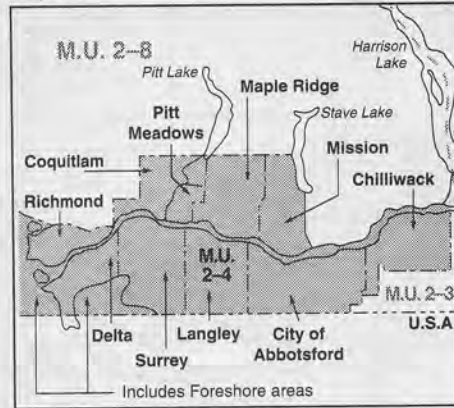 M.U. 2–8
Harrison
Lake
Pitt Lake
Maple Ridge
Stave Lake
Pitt
Meadows
Coquitlam
Mission
Richmond
Chilliwack
M.U.
2–4
M.U. 2–3
U.S.A
Delta
Langley
City of
Abbotsford
Surrey
Includes Foreshore areas